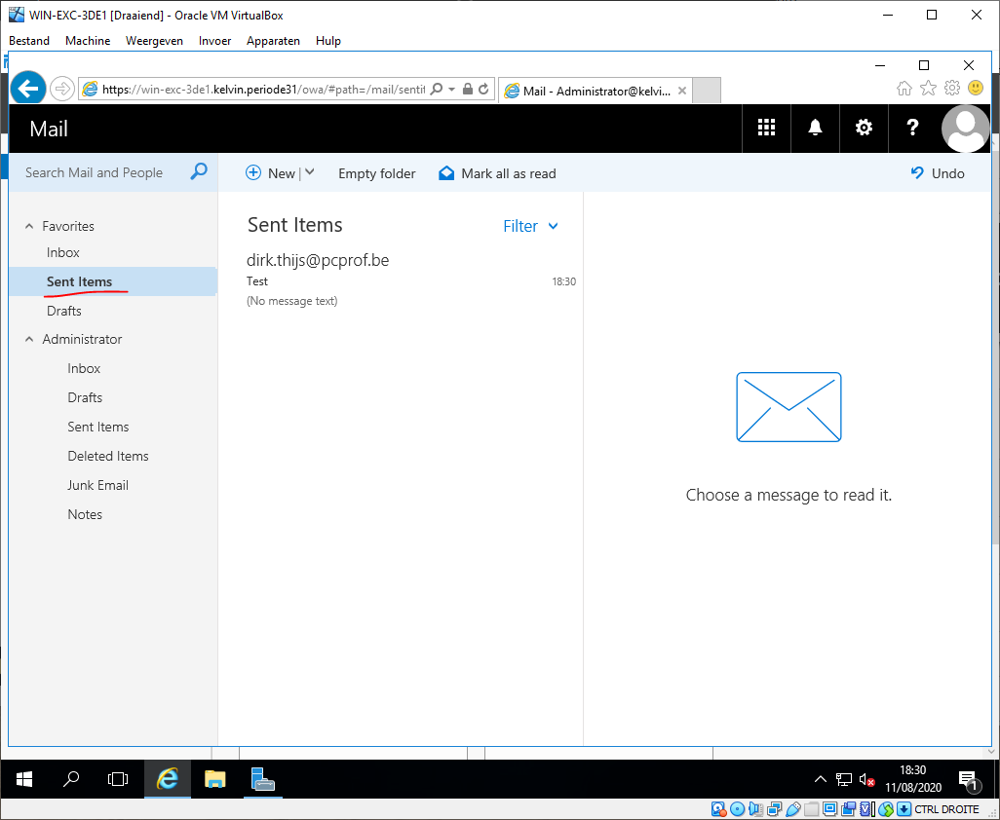 WIN-EXC-3DE1 [Draaiend] - Oracle VM VirtualBox
Bestand Machine Weergeven Invoer Apparaten Hulp
https://win-exc-3de1.kelvin.periode31/owa/#path=/mail/senti
Mail - Administrator@kelvi...
Mail
Search Mail and People
New
Empty folder
Mark all as read
Undo
Favorites
Inbox
Sent Items
Drafts
Administrator
Inbox
Drafts
Sent Items
Deleted Items
Junk Email
Notes
Sent Items
Filter
dirk.thijs@pcprof.be
Test
18:30
(No message text)
Choose a message to read it.
18:30
11/08/2020
1
CTRL DROITE